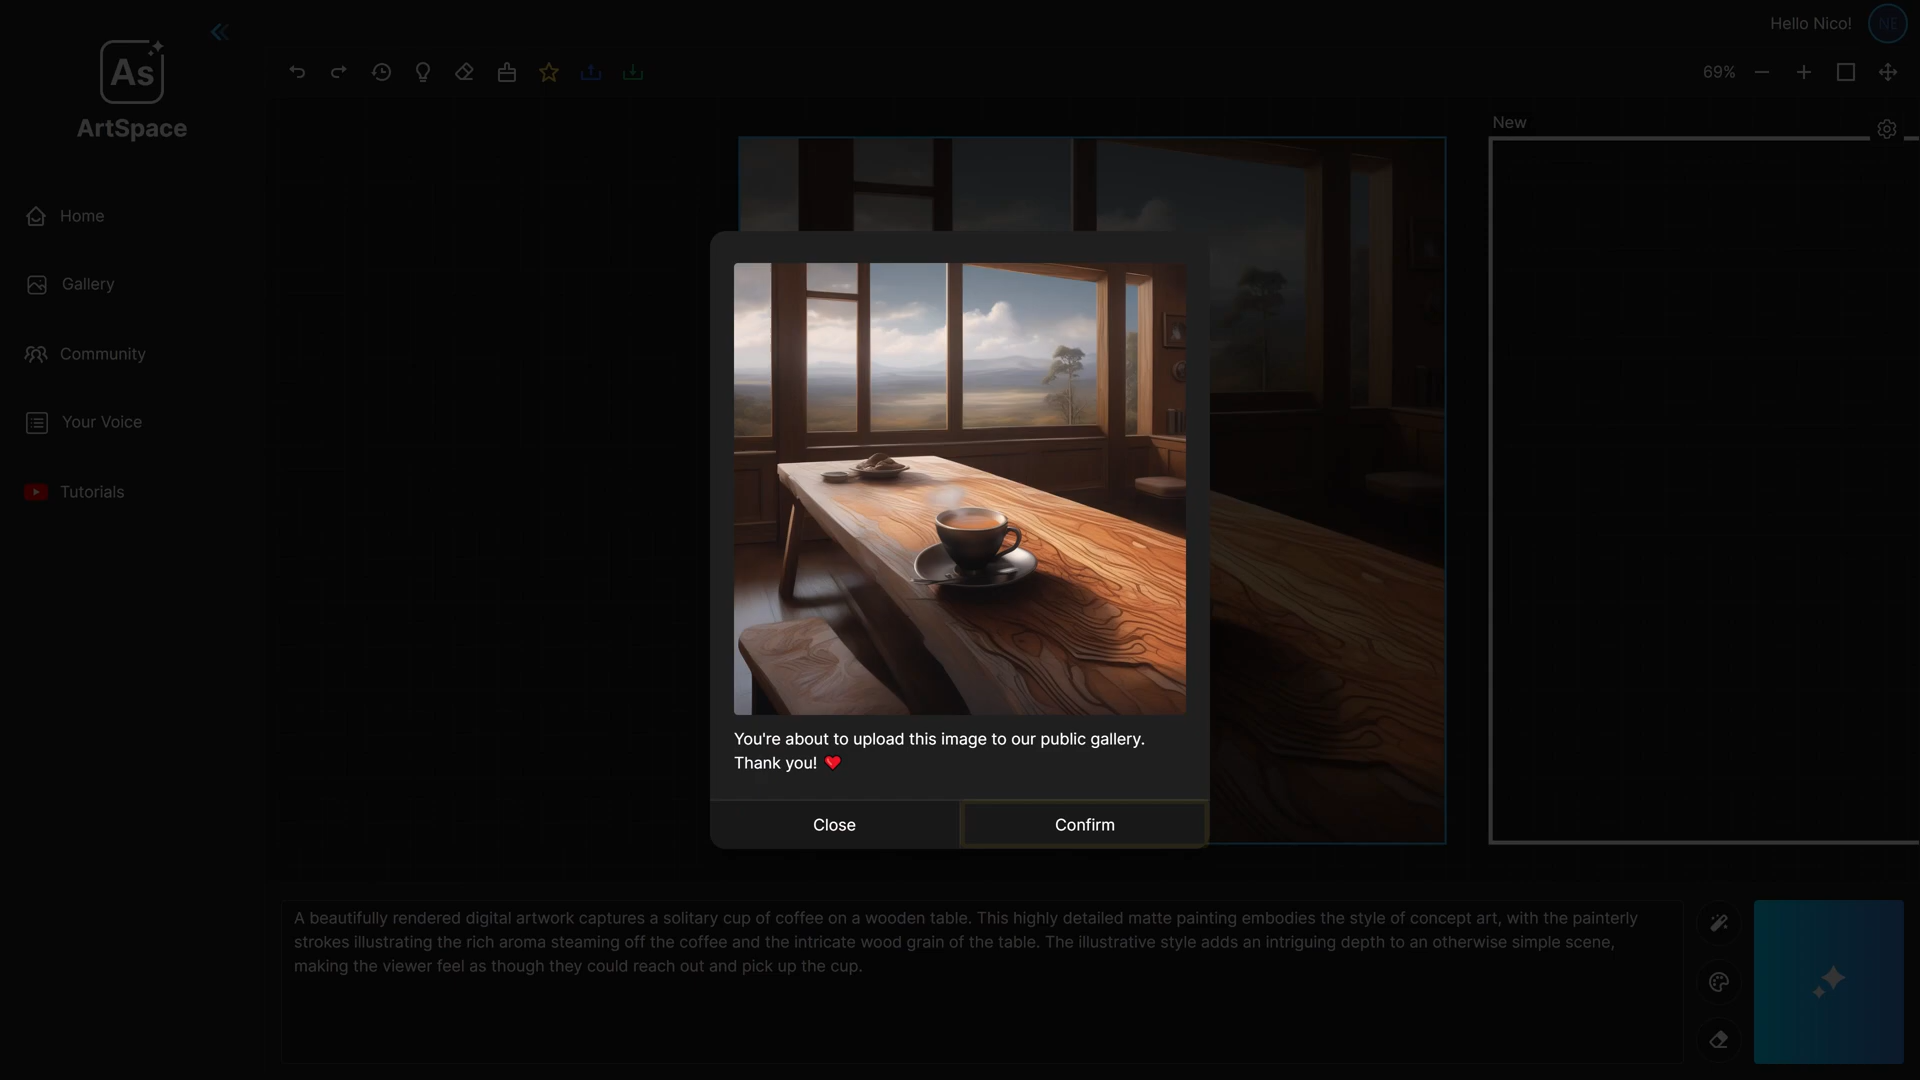 Hello Nico!
NE
As
ArtSpace
69%
New
Home
Gallery
Community
Your Voice
Tutorials
You're about to upload this image to our public gallery.
Thank you! ❤️
Close
Confirm
A beautifully rendered digital artwork captures a solitary cup of coffee on a wooden table. This highly detailed matte painting embodies the style of concept art, with the painterly
strokes illustrating the rich aroma steaming off the coffee and the intricate wood grain of the table. The illustrative style adds an intriguing depth to an otherwise simple scene,
making the viewer feel as though they could reach out and pick up the cup.